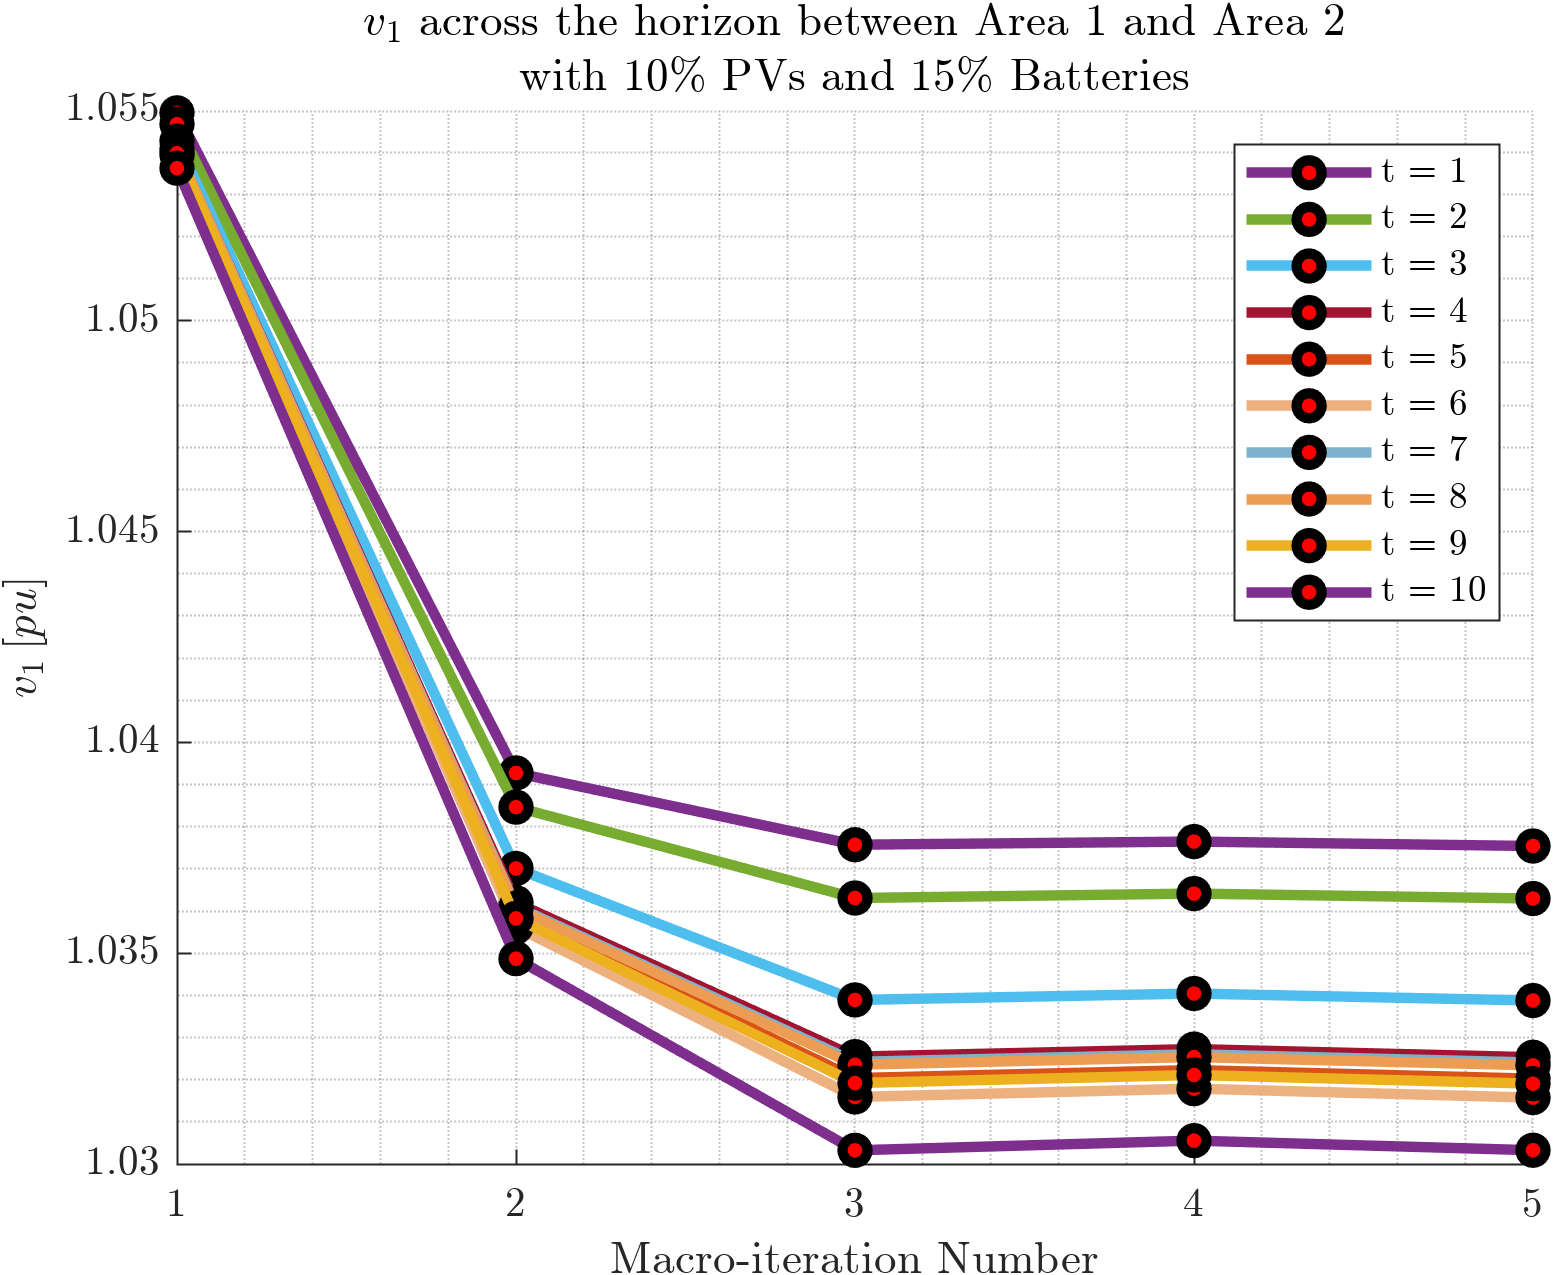 v₁ across the horizon between Area 1 and Area 2
with 10% PVs and 15% Batteries
1.055
1.05
1.045
1.04
1.035
1.03
v₁ [pu]
t = 1
t = 2
t = 3
t = 4
t = 5
t = 6
t = 7
t = 8
t = 9
t = 10
1 2 3 4 5
Macro-iteration Number